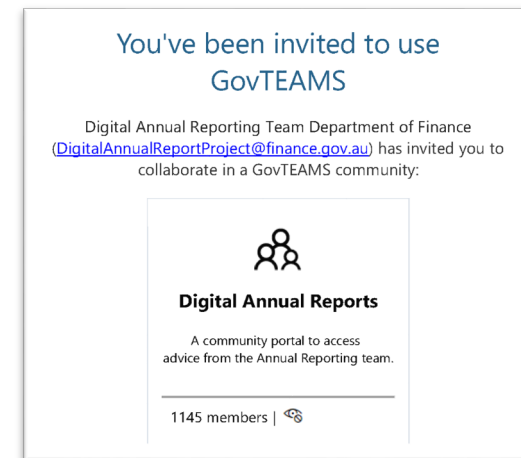 You've been invited to use
GovTEAMS
Digital Annual Reporting Team Department of Finance
(DigitalAnnualReportProject@finance.gov.au) has invited you to
collaborate in a GovTEAMS community:
Digital Annual Reports
A community portal to access
advice from the Annual Reporting team.
1145 members |